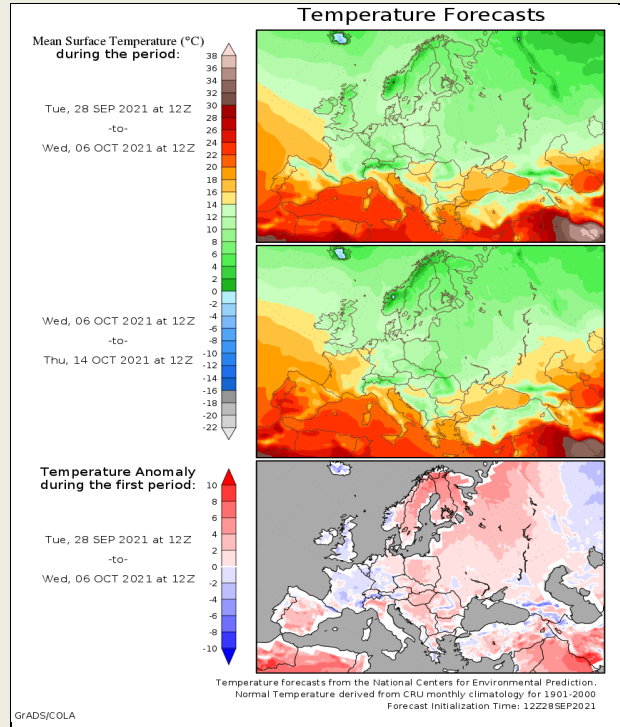 Temperature Forecasts
Mean Surface Temperature (°C)
during the period:
38
36
34
32
30
28
26
24
22
20
18
16
14
12
10
8
6
4
2
0
-2
-4
-6
-8
-10
-12
-14
-16
-18
-20
-22
Tue, 28 SEP 2021 at 12Z
-to-
Wed, 06 OCT 2021 at 12Z
Wed, 06 OCT 2021 at 12Z
-to-
Thu, 14 OCT 2021 at 12Z
Temperature Anomaly
during the first period:
10
8
6
4
2
0
-2
-4
-6
-8
-10
Tue, 28 SEP 2021 at 12Z
-to-
Wed, 06 OCT 2021 at 12Z
Temperature forecasts from the National Centers for Environmental Prediction.
Normal Temperature derived from CRU monthly climatology for 1901-2000
Forecast Initialization Time: 12Z28SEP2021
GrADS/COLA